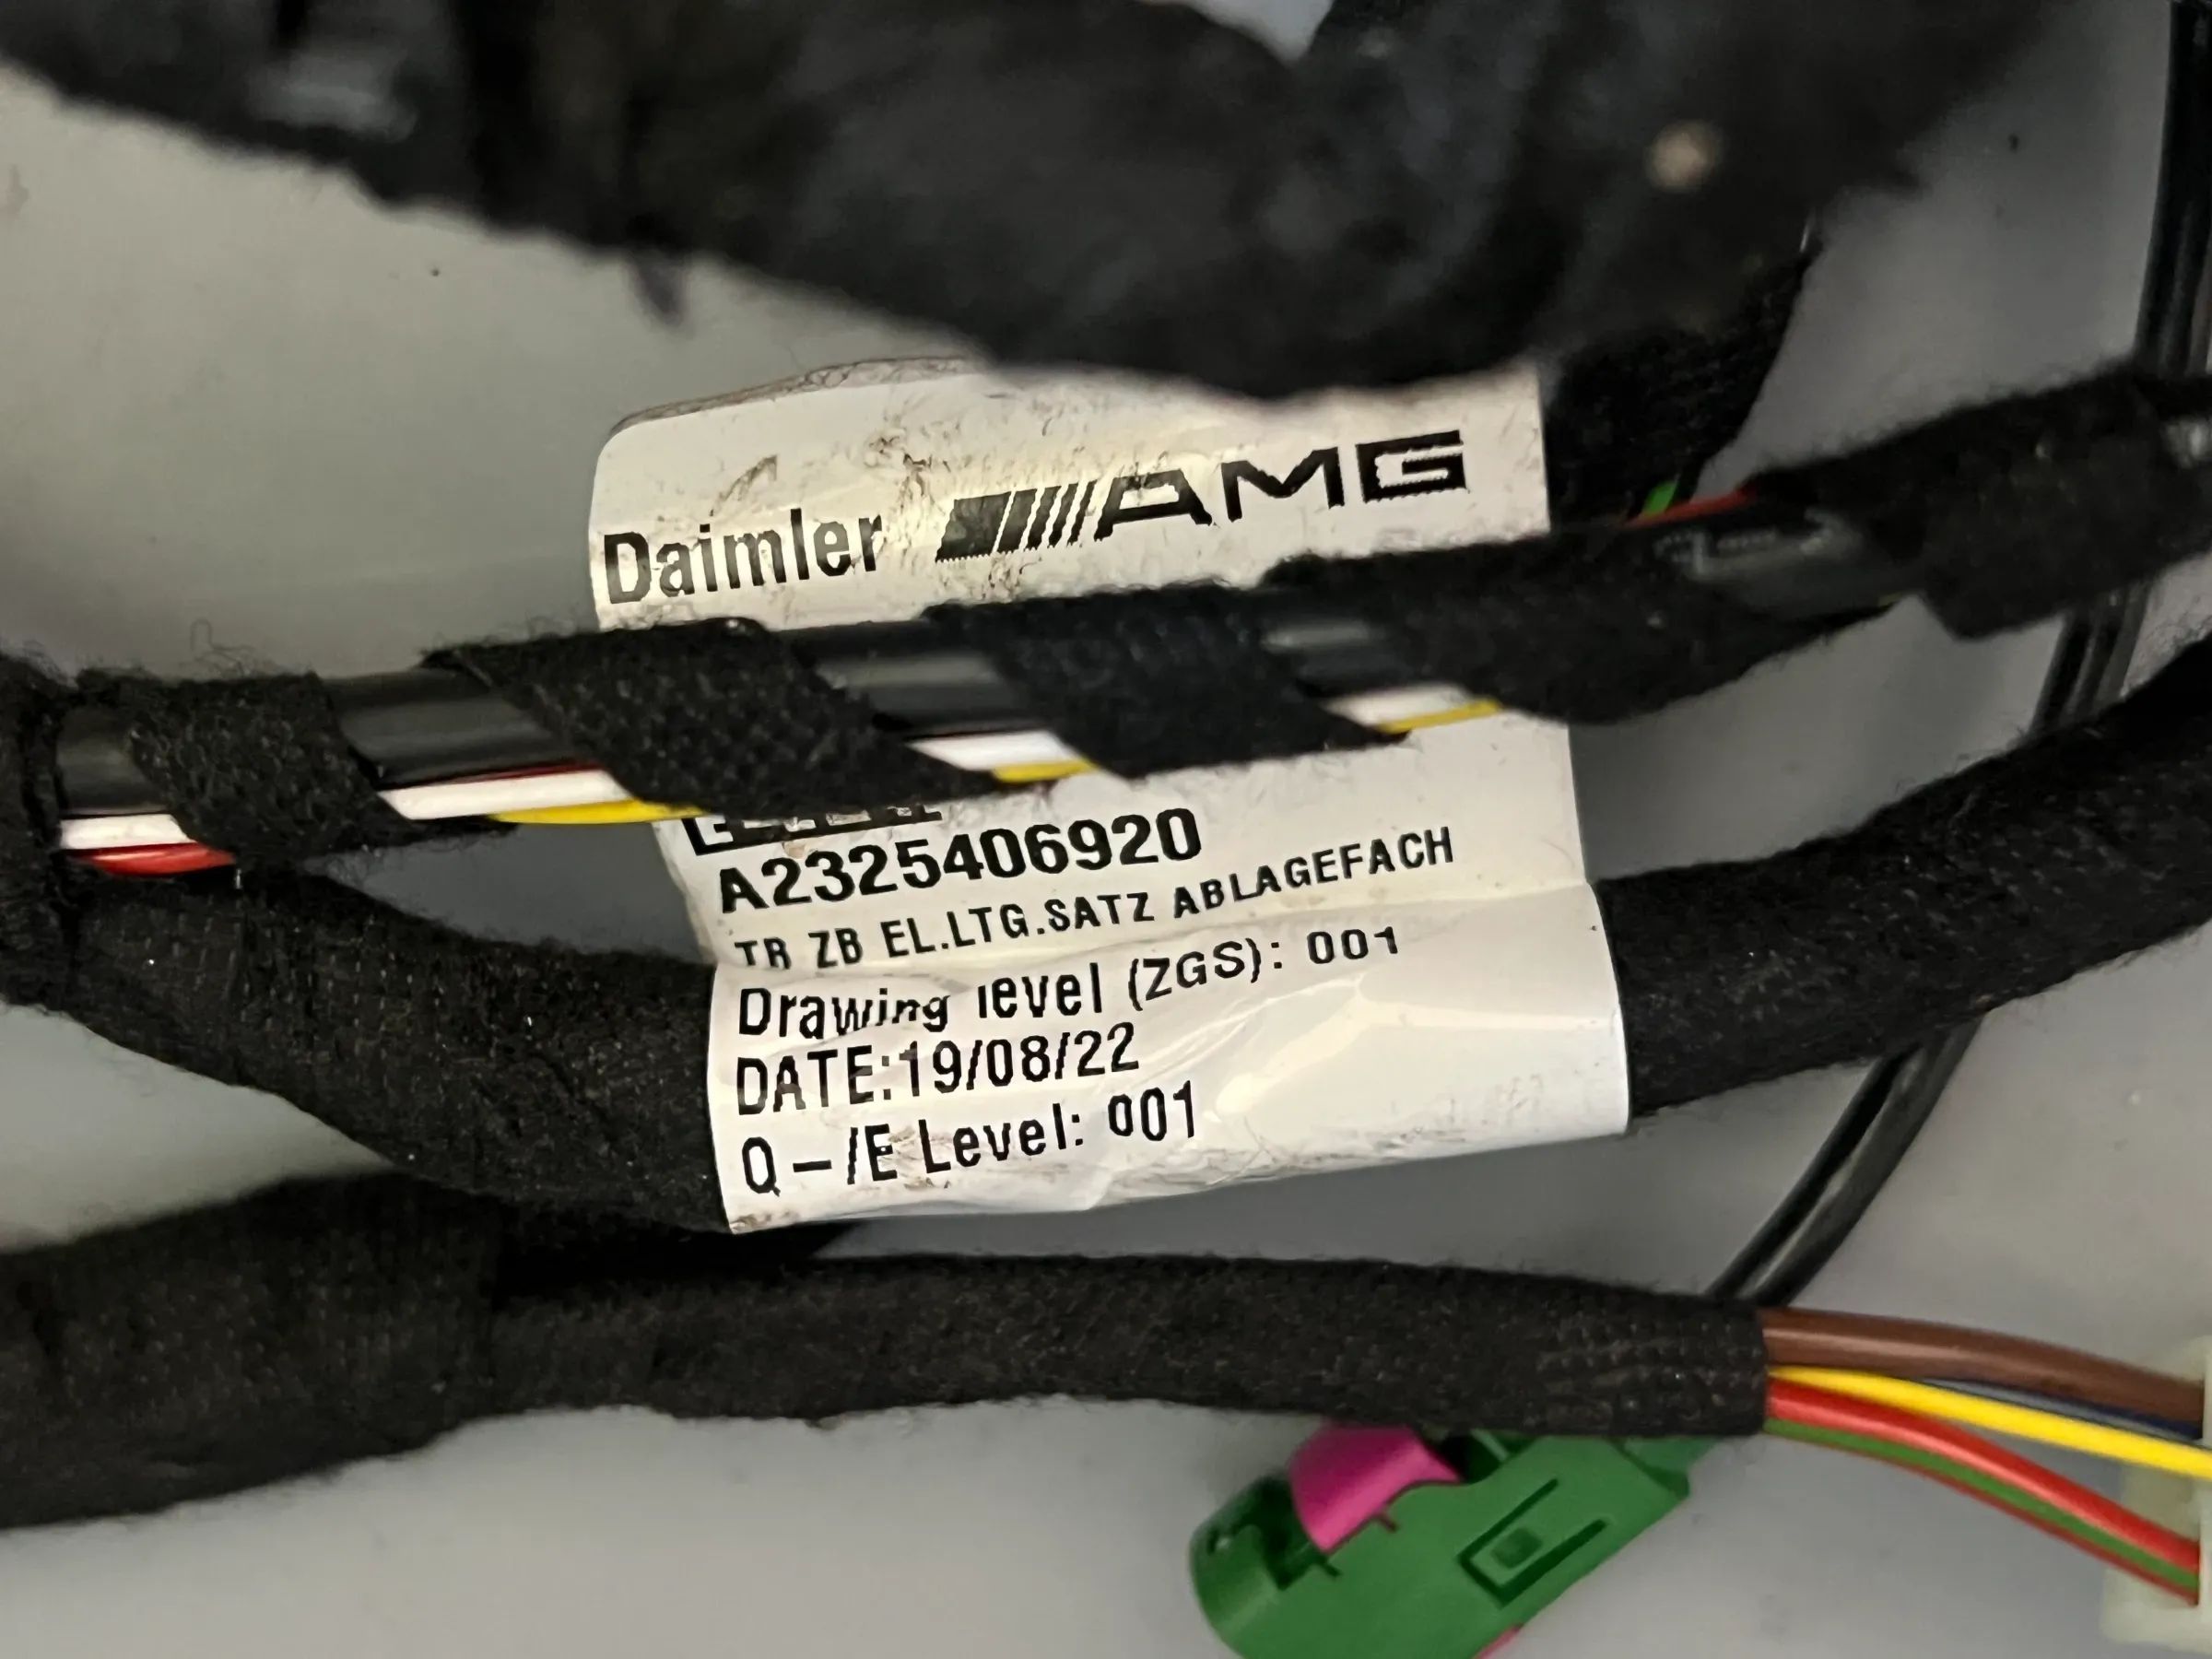 Daimler AMG
A2325406920
TR ZB EL.LTG.SATZ ABLAGEFACH
Drawing level (ZGS): 001
DATE:19/08/22
Q-/E Level: 001